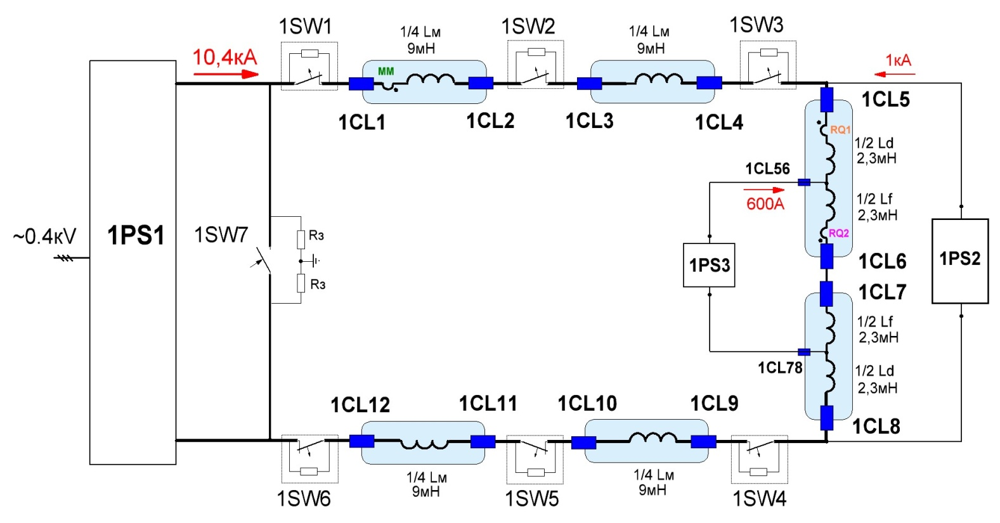 1SW1
1SW2
1SW3
1/4 Lм
9мН
1/4 Lм
9мН
10,4кА
1кА
ММ
1CL1
1CL2
1CL3
1CL4
1CL5
RQ1
1/2 Ld
2,3мН
1CL56
600А
1/2 Lf
2,3мН
RQ2
~0.4кV
1PS1
1SW7
Rз
Rз
1PS3
1CL6
1PS2
1CL7
1/2 Lf
2,3мН
1CL78
1/2 Ld
2,3мН
1CL12
1CL11
1CL10
1CL9
1CL8
1/4 Lм
9мН
1/4 Lм
9мН
1SW6
1SW5
1SW4